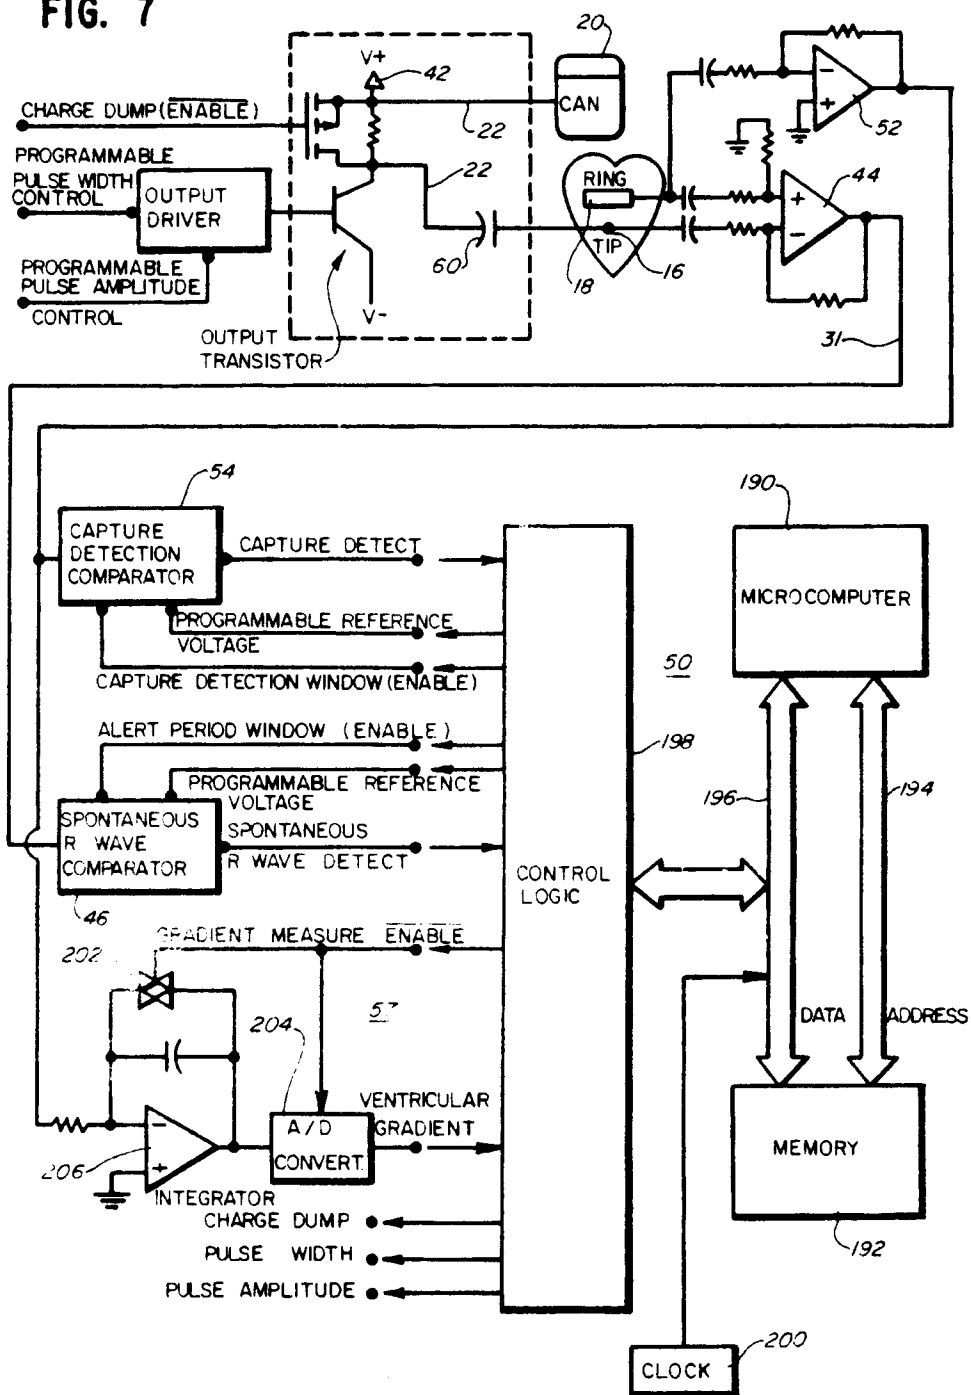 FIG. 7
V+
42
20
CAN
22
22
CHARGE DUMP (ENABLE)
PROGRAMMABLE
PULSE WIDTH
CONTROL
OUTPUT
DRIVER
PROGRAMMABLE
PULSE AMPLITUDE
CONTROL
OUTPUT
TRANSISTOR
V-
60
RING
TIP
18
16
-
+
52
+
-
44
31
54
CAPTURE
DETECTION
COMPARATOR
CAPTURE DETECT
PROGRAMMABLE REFERENCE
VOLTAGE
CAPTURE DETECTION WINDOW (ENABLE)
ALERT PERIOD WINDOW (ENABLE)
PROGRAMMABLE REFERENCE
VOLTAGE
SPONTANEOUS
R WAVE
COMPARATOR
SPONTANEOUS
R WAVE DETECT
46
GRADIENT MEASURE ENABLE
202
57
204
A/D
CONVERT.
VENTRICULAR
GRADIENT
-
+
206
INTEGRATOR
CHARGE DUMP
PULSE WIDTH
PULSE AMPLITUDE
CONTROL
LOGIC
198
50
190
MICROCOMPUTER
196
194
DATA
ADDRESS
MEMORY
192
CLOCK
200